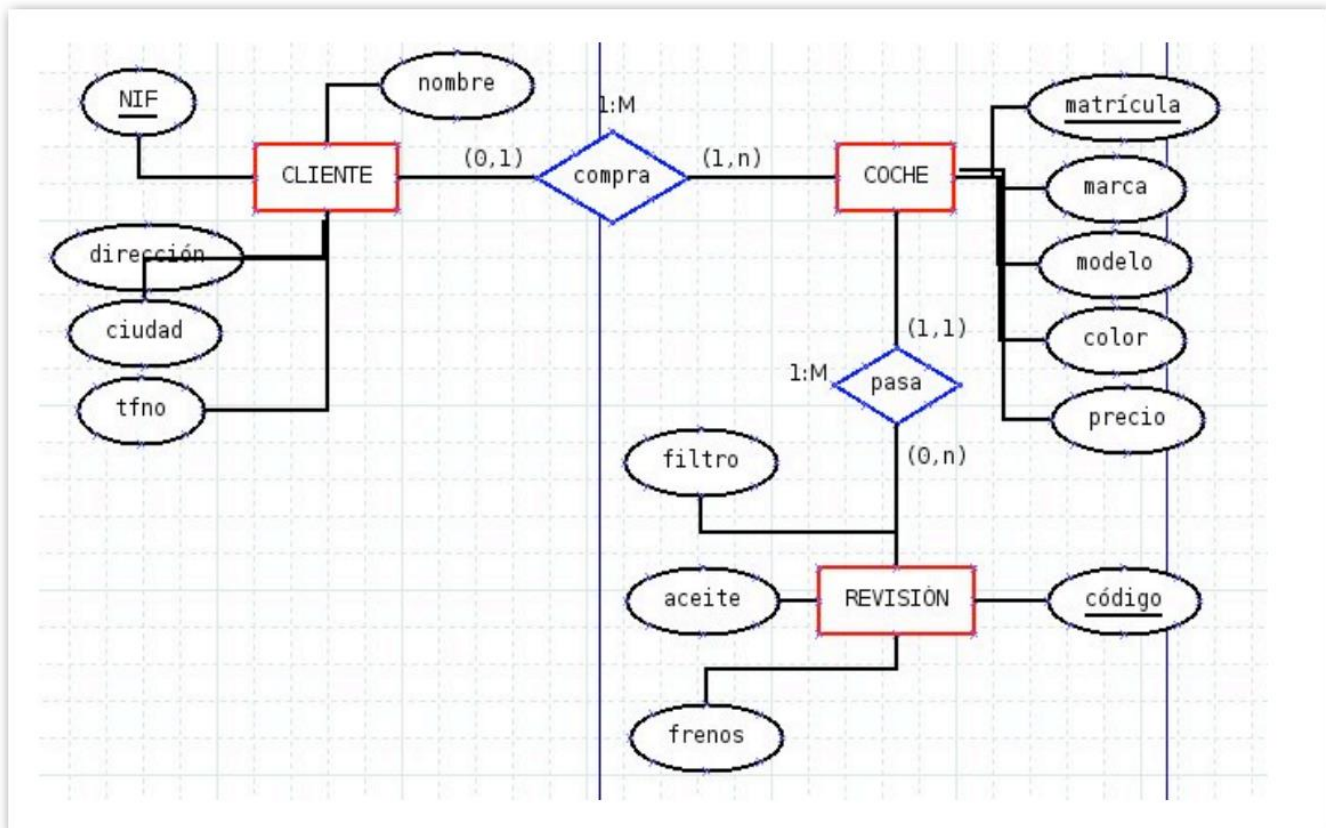 NIF
nombre
1:M
matrícula
CLIENTE
(0,1)
compra
(1,n)
COCHE
marca
dirección
modelo
ciudad
color
(1,1)
1:M
pasa
tfno
precio
filtro
(0,n)
aceite
REVISIÓN
código
frenos